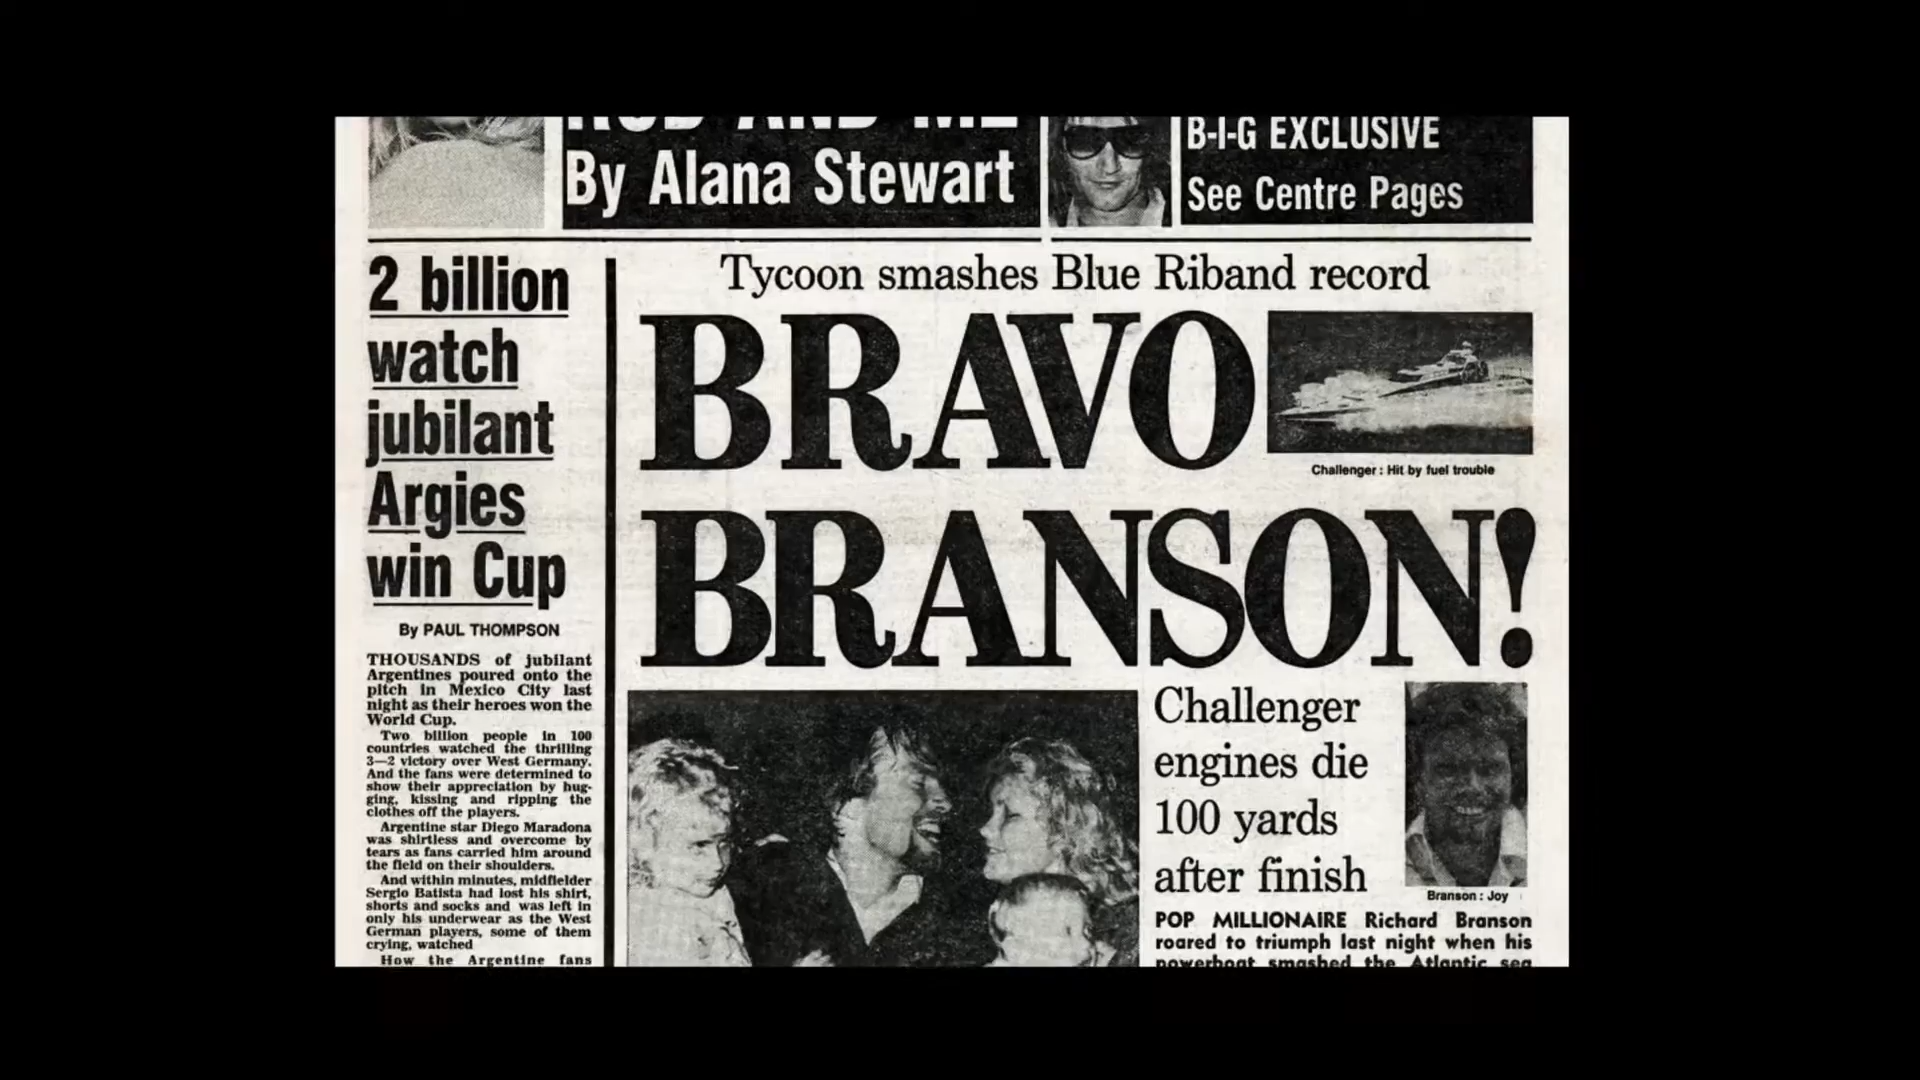 ROD AND ME
By Alana Stewart
B-I-G EXCLUSIVE
See Centre Pages
2 billion
watch
jubilant
Argies
win Cup
By PAUL THOMPSON
THOUSANDS of jubilant
Argentines poured onto the
pitch in Mexico City last
night as their heroes won the
World Cup.
Two billion people in 100
countries watched the thrilling
3—2 victory over West Germany.
And the fans were determined to
show their appreciation by hug-
ging, kissing and ripping the
clothes off the players.
Argentine star Diego Maradona
was shirtless and overcome by
tears as fans carried him around
the field on their shoulders.
And within minutes, midfielder
Sergio Batista had lost his shirt,
shorts and socks and was left in
only his underwear as the West
German players, some of them
crying, watched
How the Argentine fans
Tycoon smashes Blue Riband record
BRAVO
Challenger : Hit by fuel trouble
BRANSON!
Challenger
engines die
100 yards
after finish
Branson : Joy
POP MILLIONAIRE Richard Branson
roared to triumph last night when his
powerboat smashed the Atlantic sea